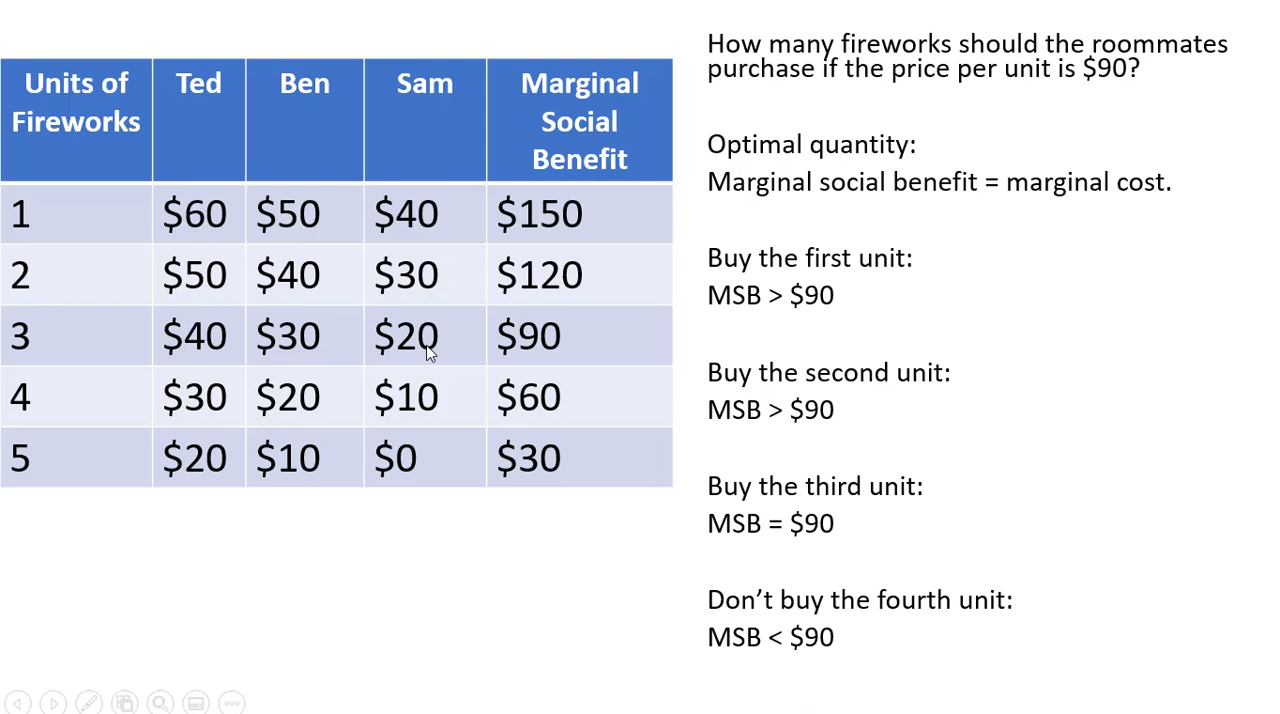 Units of
Fireworks
Ted
Ben
Sam
Marginal
Social
Benefit
1 $60 $50 $40 $150
2 $50 $40 $30 $120
3 $40 $30 $20 $90
4 $30 $20 $10 $60
5 $20 $10 $0 $30
How many fireworks should the roommates
purchase if the price per unit is $90?
Optimal quantity:
Marginal social benefit = marginal cost.
Buy the first unit:
MSB > $90
Buy the second unit:
MSB > $90
Buy the third unit:
MSB = $90
Don’t buy the fourth unit:
MSB < $90